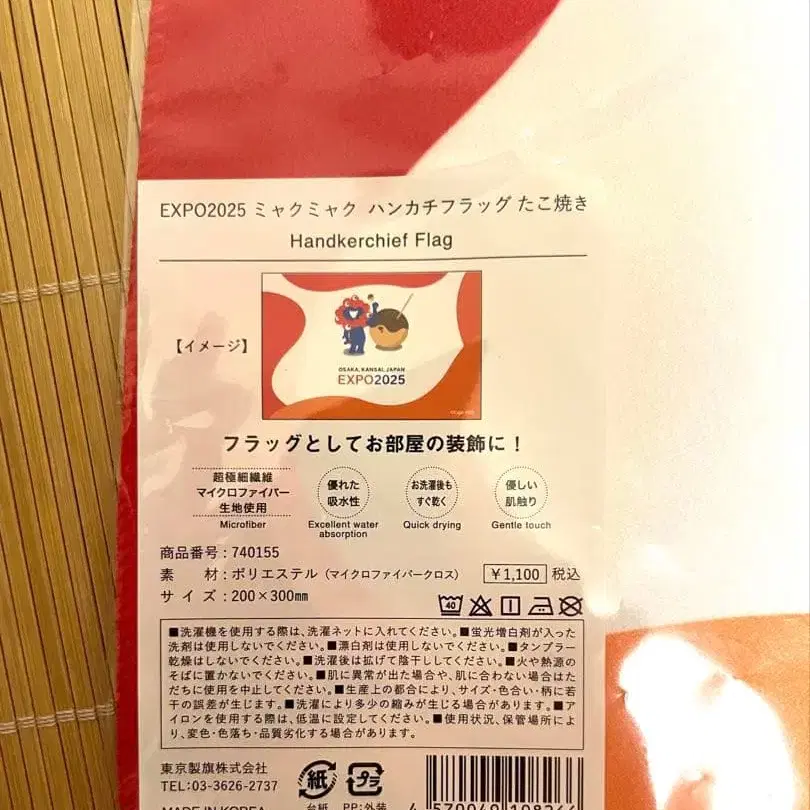 EXPO2025 ミャクミャク ハンカチフラッグ たこ焼き
Handkerchief Flag
【イメージ】
OSAKA, KANSAI, JAPAN
EXPO2025
フラッグとしてお部屋の装飾に！
超極細繊維
マイクロファイバー
生地使用
Microfiber
優れた
吸水性
Excellent water
absorption
お洗濯後も
すぐ乾く
Quick drying
優しい
肌触り
Gentle touch
商品番号：740155
素　材：ポリエステル（マイクロファイバークロス）
¥1,100 税込
サイズ：200×300㎜
40
■洗濯機を使用する際は、洗濯ネットに入れてください。■蛍光増白剤が入った
洗剤は使用しないでください。■漂白剤は使用しないでください。■タンブラー
乾燥はしないでください。■洗濯後は拡げて陰干ししてください。■火や熱源の
そばに置かないでください。■肌に異常が出た場合や、肌に合わない場合はた
だちに使用を中止してください。■生産上の都合により、サイズ・色合い・柄に若
干の誤差が生じます。■洗濯により多少の縮みが生じる場合があります。■ア
イロンを使用する際は、低温に設定してください。■使用状況、保管場所によ
り、変色・色落ち・品質劣化する場合があります。
東京製旗株式会社
TEL:03-3626-2737
MADE IN KOREA
紙
台紙
プラ
PP:外装